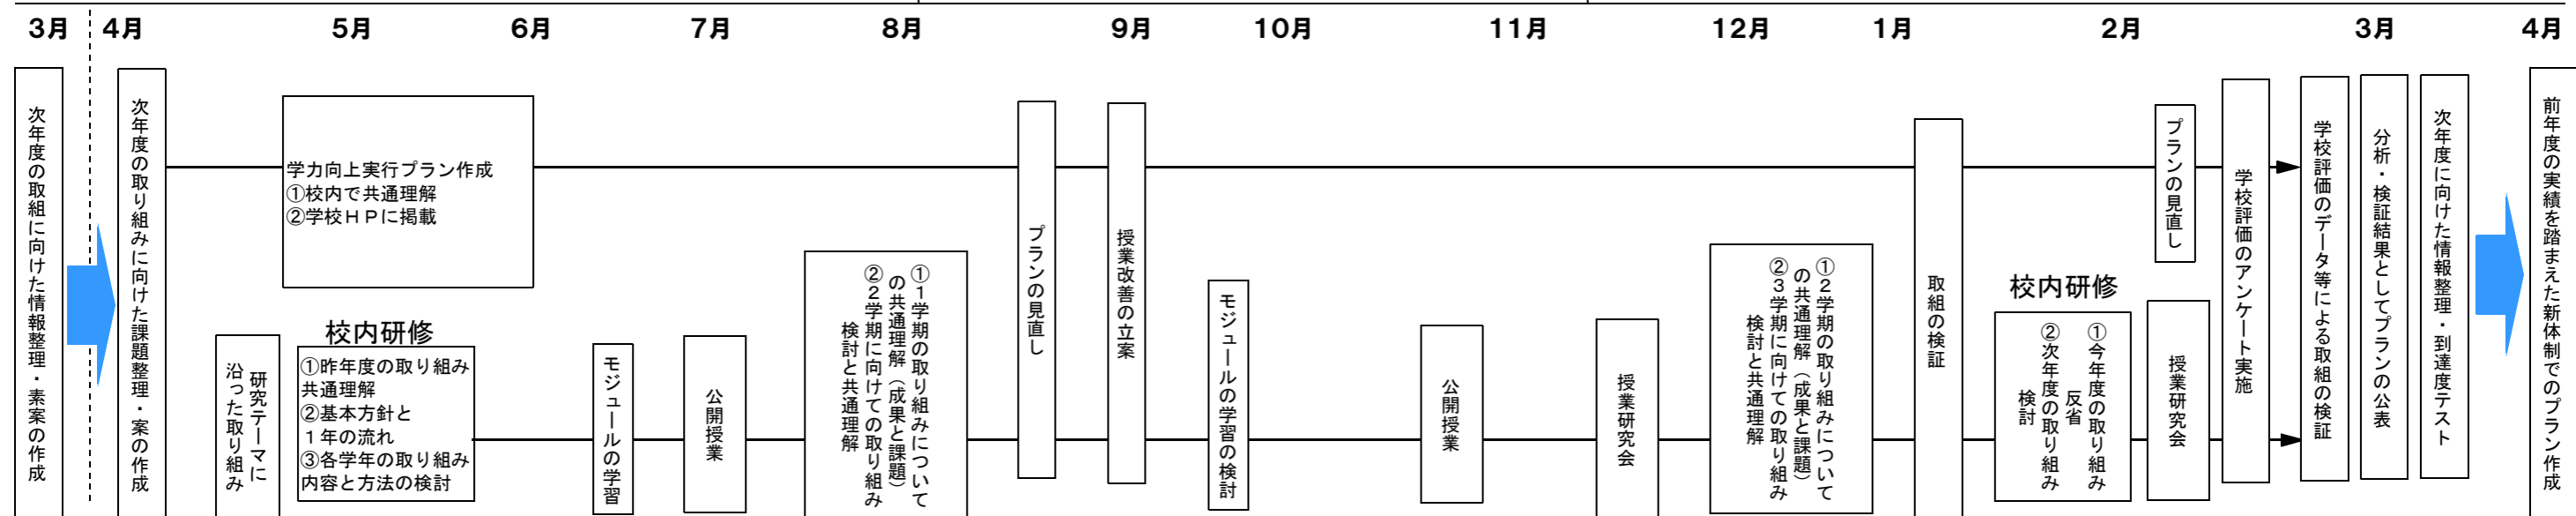 3月
4月
5月
6月
7月
8月
9月
10月
11月
12月
1月
2月
3月
4月
次年度の取組に向けた情報整理・素案の作成
次年度の取り組みに向けた課題整理・案の作成
研究テーマに
沿った取り組み
学力向上実行プラン作成
①校内で共通理解
②学校ＨＰに掲載
校内研修
①昨年度の取り組み
共通理解
②基本方針と
１年の流れ
③各学年の取り組み
内容と方法の検討
モジュールの学習
公開授業
①１学期の取り組みについて
の共通理解（成果と課題）
②２学期に向けての取り組み
検討と共通理解
プランの見直し
授業改善の立案
モジュールの学習の検討
公開授業
授業研究会
①２学期の取り組みについて
の共通理解（成果と課題）
②３学期に向けての取り組み
検討と共通理解
取組の検証
校内研修
①今年度の取り組み
反省
②次年度の取り組み
検討
プランの見直し
授業研究会
学校評価のアンケート実施
学校評価のデータ等による取組の検証
分析・検証結果としてプランの公表
次年度に向けた情報整理・到達度テスト
前年度の実績を踏まえた新体制でのプラン作成